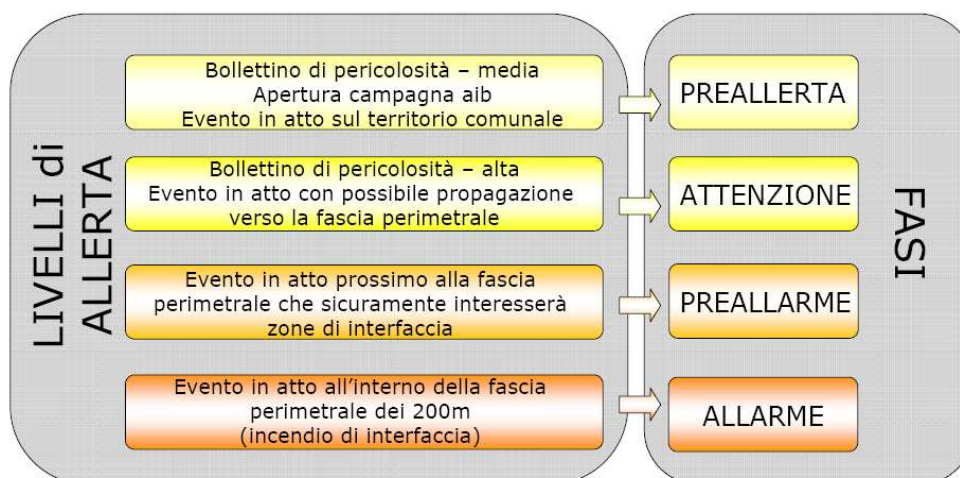 LIVELLI di
ALLERTA
Bollettino di pericolosità – media
Apertura campagna aib
Evento in atto sul territorio comunale
PREALLERTA
Bollettino di pericolosità – alta
Evento in atto con possibile propagazione
verso la fascia perimetrale
ATTENZIONE
Evento in atto prossimo alla fascia
perimetrale che sicuramente interesserà
zone di interfaccia
PREALLARME
Evento in atto all’interno della fascia
perimetrale dei 200m
(incendio di interfaccia)
ALLARME
FASI